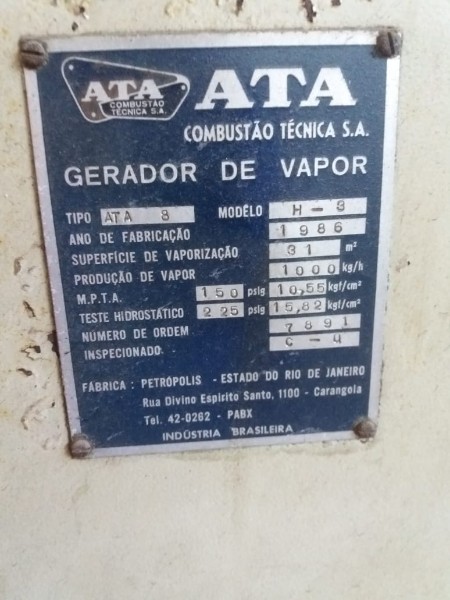 ATA
COMBUSTÃO
TÉCNICA S.A.
ATA
COMBUSTÃO TÉCNICA S.A.
GERADOR DE VAPOR
TIPO ATA 8 MODÊLO H-3
ANO DE FABRICAÇÃO 1986
SUPERFÍCIE DE VAPORIZAÇÃO 31 m²
PRODUÇÃO DE VAPOR 1000 kg/h
M.P.T.A. 150 psig 10,55 kgf/cm²
TESTE HIDROSTÁTICO 225 psig 15,82 kgf/cm²
NÚMERO DE ORDEM 7891
INSPECIONADO C-4
FÁBRICA : PETRÓPOLIS - ESTADO DO RIO DE JANEIRO
Rua Divino Espírito Santo, 1100 - Carangola
Tel. 42-0262 - PABX
INDÚSTRIA BRASILEIRA